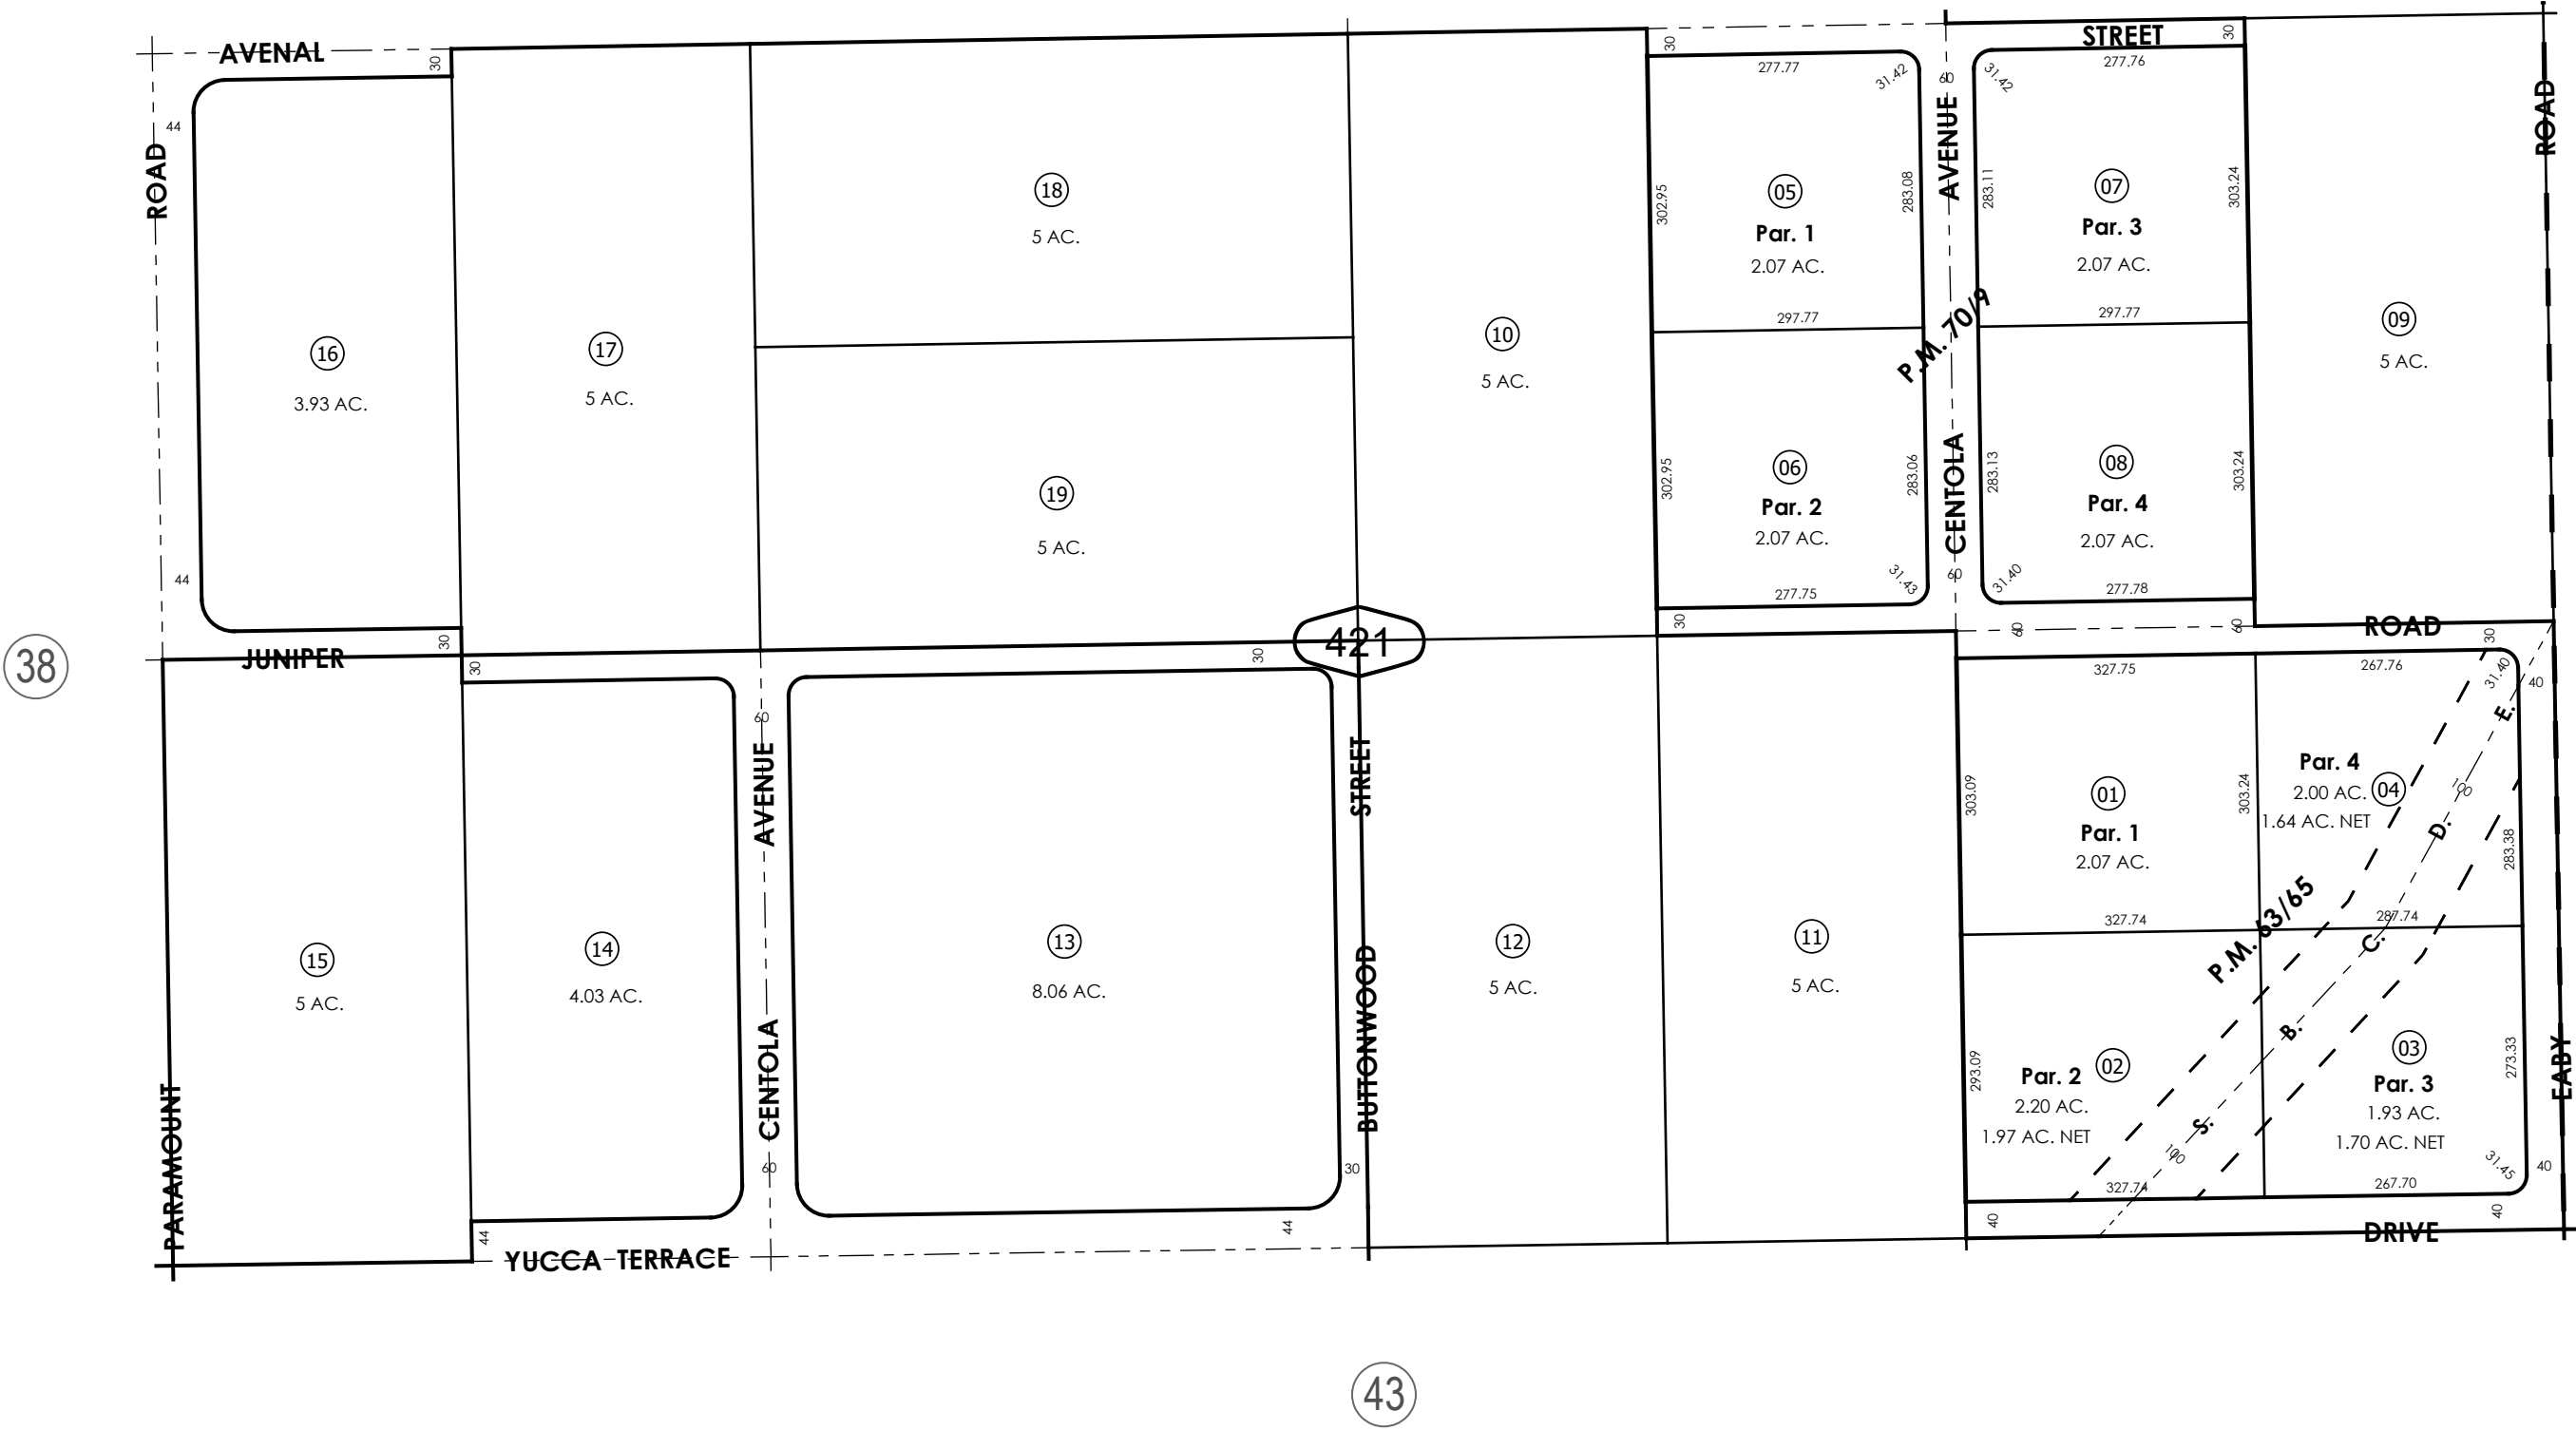 AVENAL
STREET
30
30
30
277.77
31.42
60
31.42
277.76
44
ROAD
AVENUE
ROAD
18
5 AC.
302.95
05
Par. 1
2.07 AC.
283.08
283.11
07
Par. 3
2.07 AC.
303.24
297.77
297.77
P.M. 70/9
16
3.93 AC.
17
5 AC.
10
5 AC.
09
5 AC.
19
5 AC.
302.95
06
Par. 2
2.07 AC.
283.06
CENTOLA
283.13
08
Par. 4
2.07 AC.
303.24
44
31.43
60
31.40
277.75
277.78
30
30
60
60
ROAD
30
38
JUNIPER
30
30
421
327.75
267.76
31.40
40
60
AVENUE
STREET
E.
303.09
01
Par. 1
2.07 AC.
303.24
Par. 4
04
2.00 AC.
1.64 AC. NET
100
D.
283.38
327.74
287.74
P.M. 63/65
C.
15
5 AC.
14
4.03 AC.
13
8.06 AC.
12
5 AC.
11
5 AC.
CENTOLA
BUTTONWOOD
B.
293.09
Par. 2
02
2.20 AC.
1.97 AC. NET
S.
100
03
Par. 3
1.93 AC.
1.70 AC. NET
273.33
EABY
PARAMOUNT
60
30
31.45
40
327.74
267.70
44
44
40
40
YUCCA TERRACE
DRIVE
43